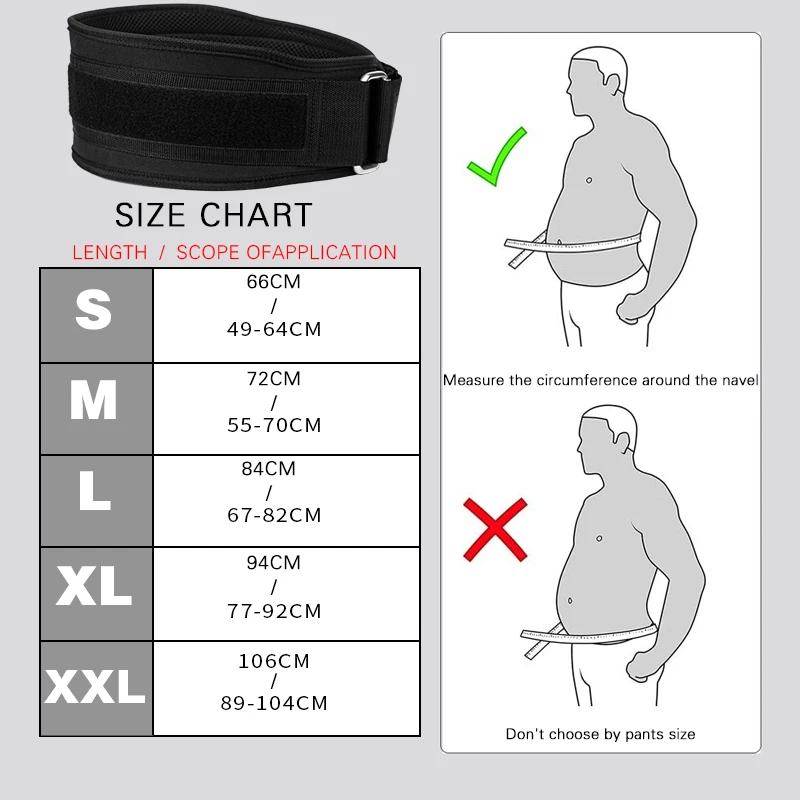 SIZE CHART
LENGTH / SCOPE OFAPPLICATION
S
66CM
/
49-64CM
M
72CM
/
55-70CM
L
84CM
/
67-82CM
XL
94CM
/
77-92CM
XXL
106CM
/
89-104CM
Measure the circumference around the navel
Don't choose by pants size